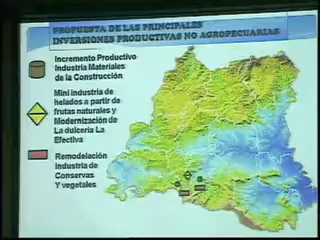 PROPUESTA DE LAS PRINCIPALES
INVERSIONES PRODUCTIVAS NO AGROPECUARIAS
Incremento Productivo
Industria Materiales
de la Construcción
Mini industria de
helados a partir de
frutas naturales y
Modernización de
La dulcería La
Efectiva
Remodelación
Industria de
Conservas
Y vegetales